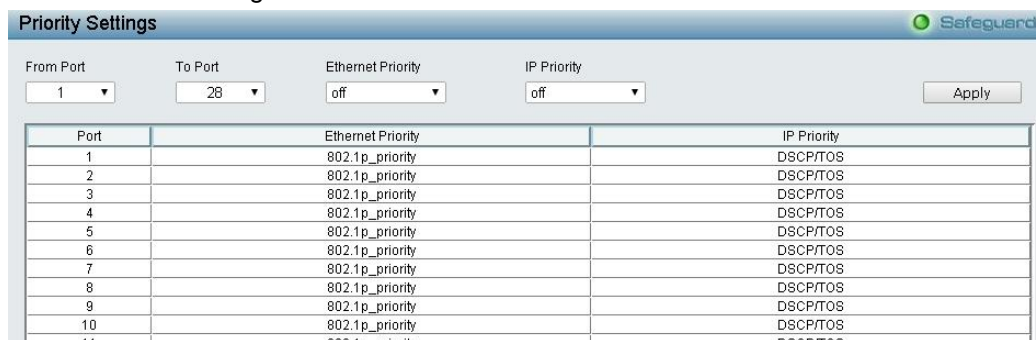 Priority Settings
Safeguard
From Port To Port Ethernet Priority IP Priority
1 28 off off Apply
Port Ethernet Priority IP Priority
1 802.1p_priority DSCP/TOS
2 802.1p_priority DSCP/TOS
3 802.1p_priority DSCP/TOS
4 802.1p_priority DSCP/TOS
5 802.1p_priority DSCP/TOS
6 802.1p_priority DSCP/TOS
7 802.1p_priority DSCP/TOS
8 802.1p_priority DSCP/TOS
9 802.1p_priority DSCP/TOS
10 802.1p_priority DSCP/TOS